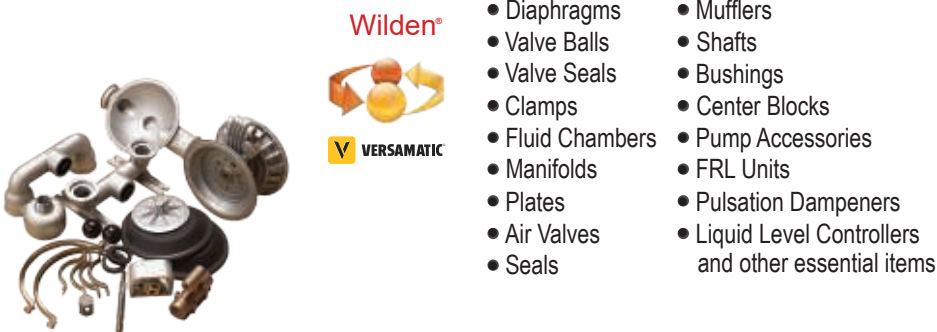 Wilden®
VERSAMATIC
• Diaphragms
• Valve Balls
• Valve Seals
• Clamps
• Fluid Chambers
• Manifolds
• Plates
• Air Valves
• Seals
• Mufflers
• Shafts
• Bushings
• Center Blocks
• Pump Accessories
• FRL Units
• Pulsation Dampeners
• Liquid Level Controllers
and other essential items